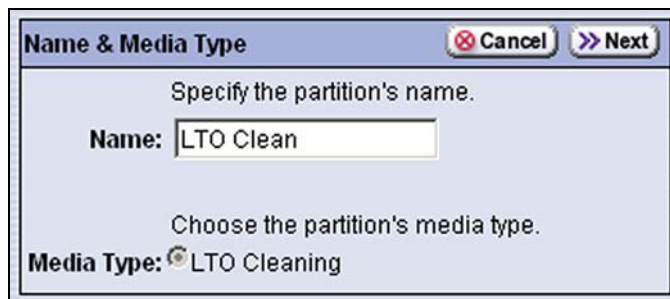 Name & Media Type Cancel Next
Specify the partition's name.
Name: LTO Clean
Choose the partition's media type.
Media Type: LTO Cleaning